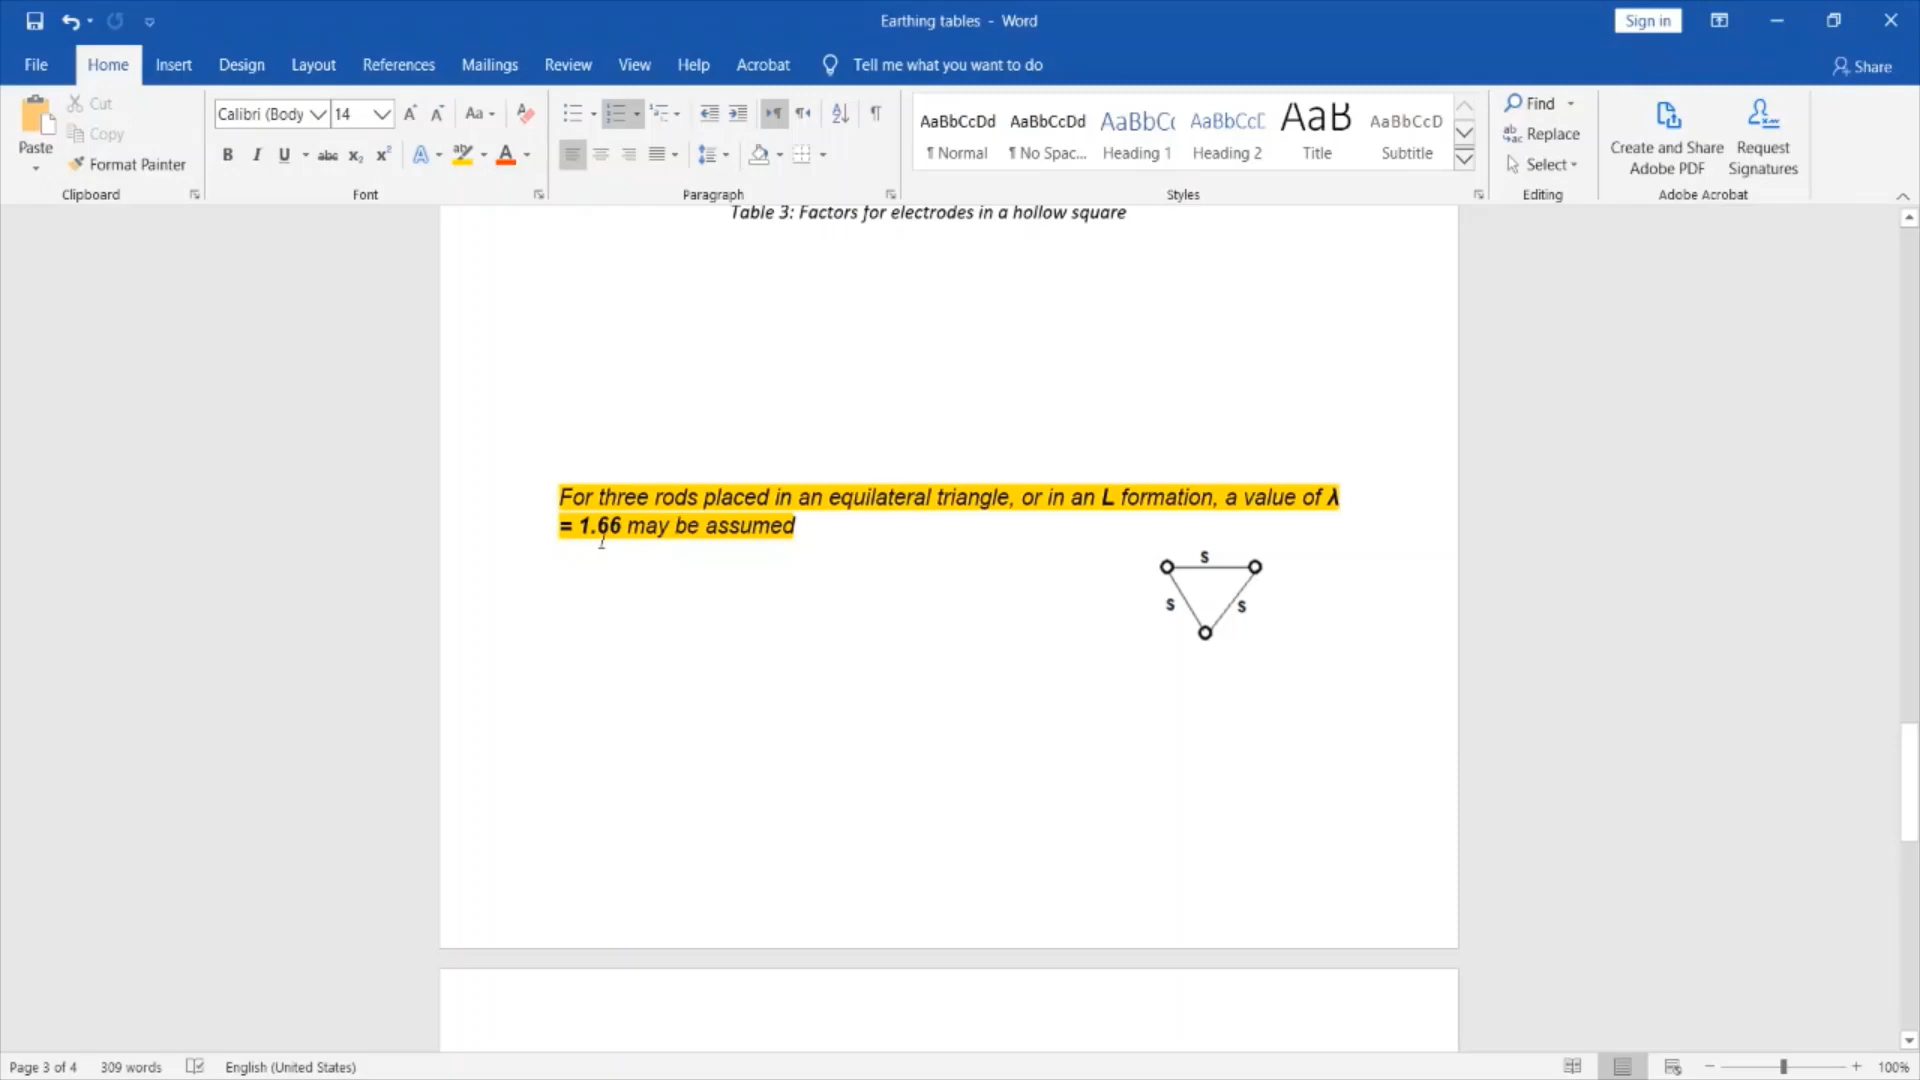 Earthing tables - Word
Sign in
File
Home
Insert
Design
Layout
References
Mailings
Review
View
Help
Acrobat
Tell me what you want to do
Share
Paste
Cut
Copy
Format Painter
Clipboard
Calibri (Body
14
Font
Paragraph
AaBbCcDd
¶ Normal
AaBbCcDd
¶ No Spac...
AaBbC(
Heading 1
AaBbCcC
Heading 2
AaB
Title
AaBbCcD
Subtitle
Styles
Find
Replace
Select
Editing
Create and Share
Adobe PDF
Request
Signatures
Adobe Acrobat
Table 3: Factors for electrodes in a hollow square
For three rods placed in an equilateral triangle, or in an L formation, a value of λ
= 1.66 may be assumed
s
s
s
Page 3 of 4
309 words
English (United States)
100%